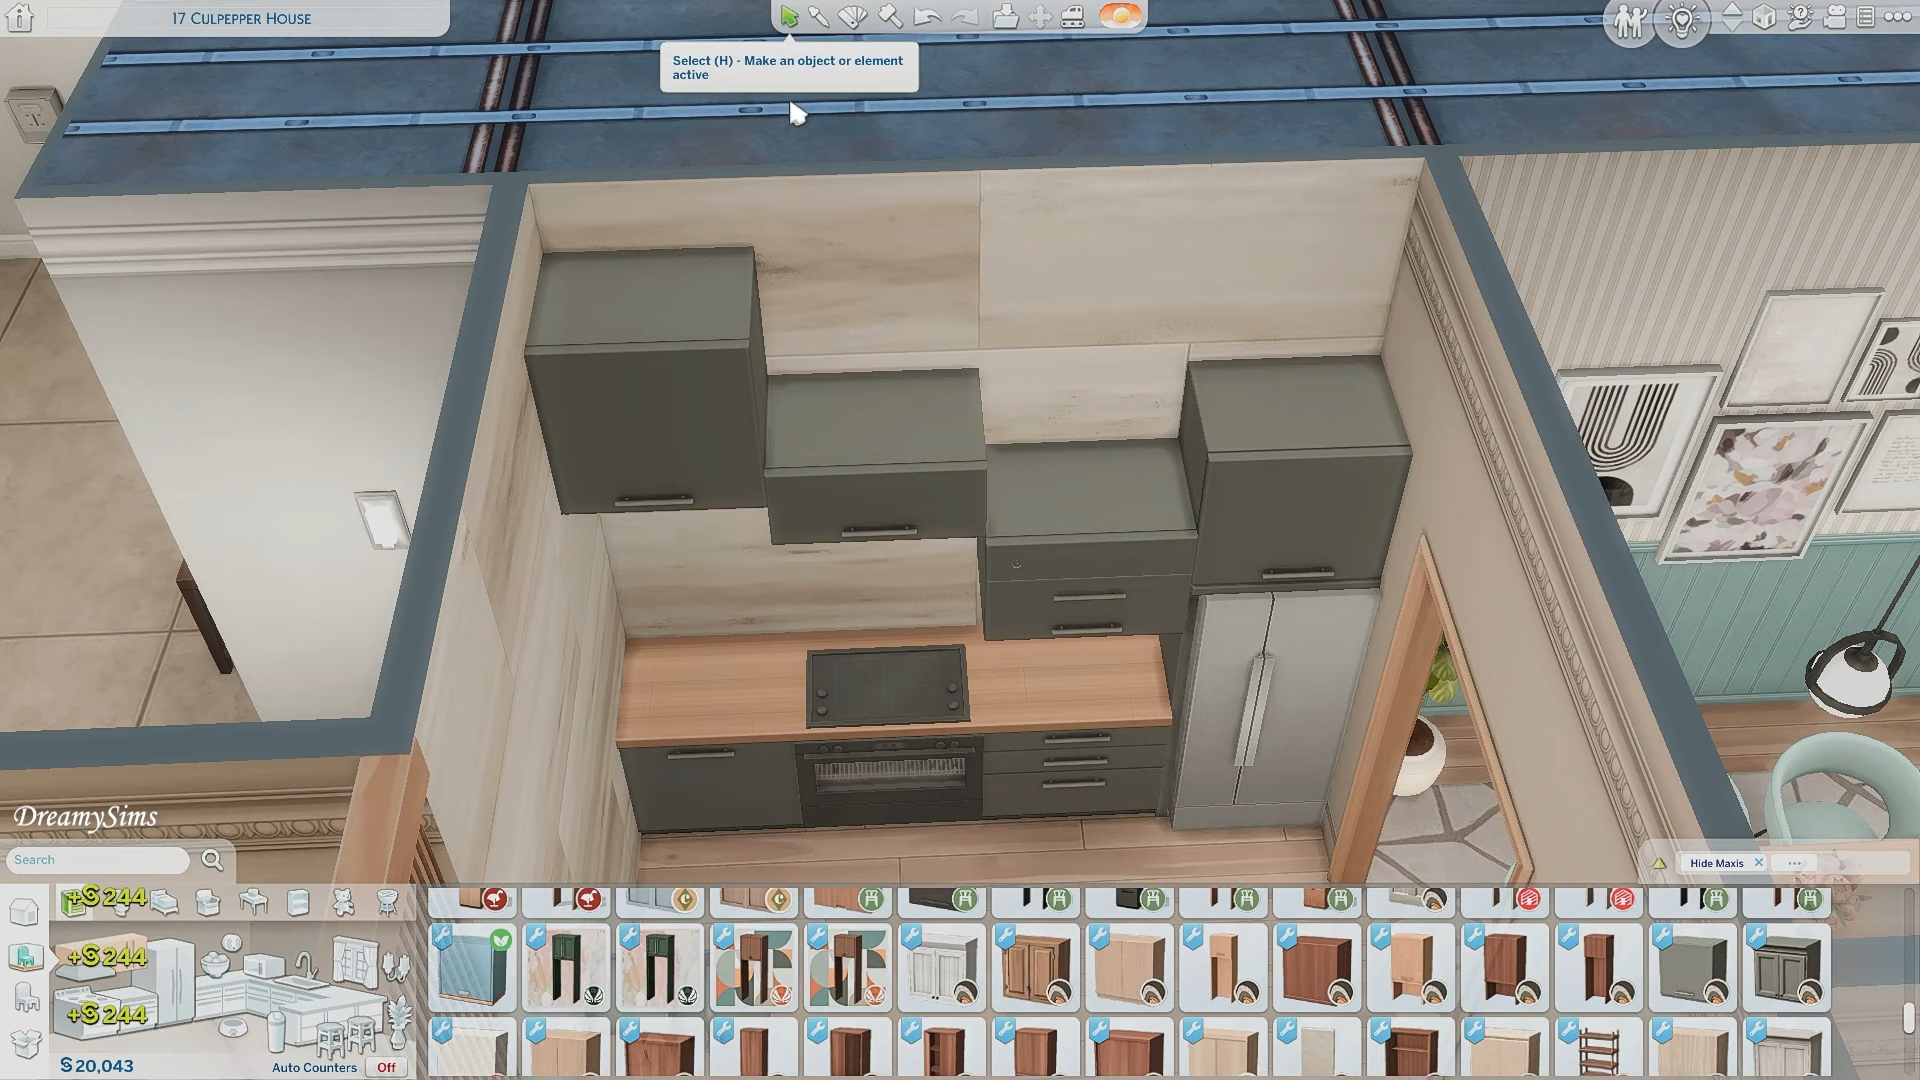 17 Culpepper House
Select (H) - Make an object or element
active
DreamySims
Search
Hide Maxis
+§244
+§244
+§244
§20,043
Auto Counters
Off